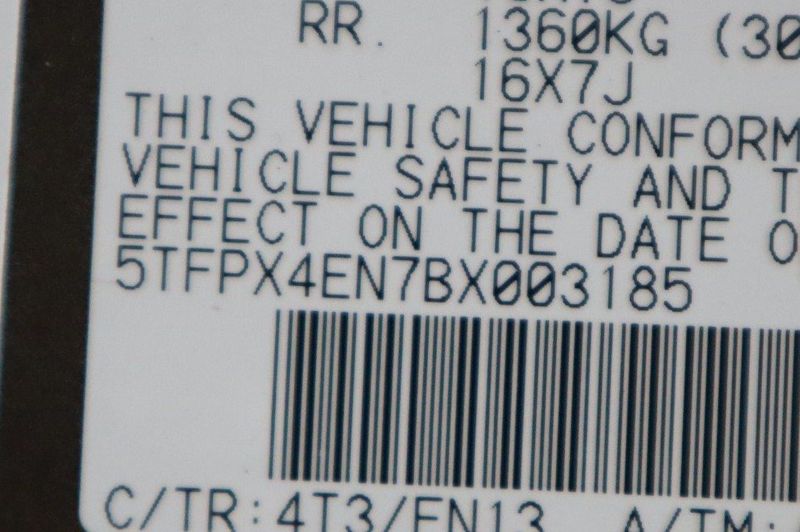 RR. 1360KG (30
16X7J
THIS VEHICLE CONFORM
VEHICLE SAFETY AND T
EFFECT ON THE DATE O
5TFPX4EN7BX003185
C/TR:4T3/FN13 A/TM: